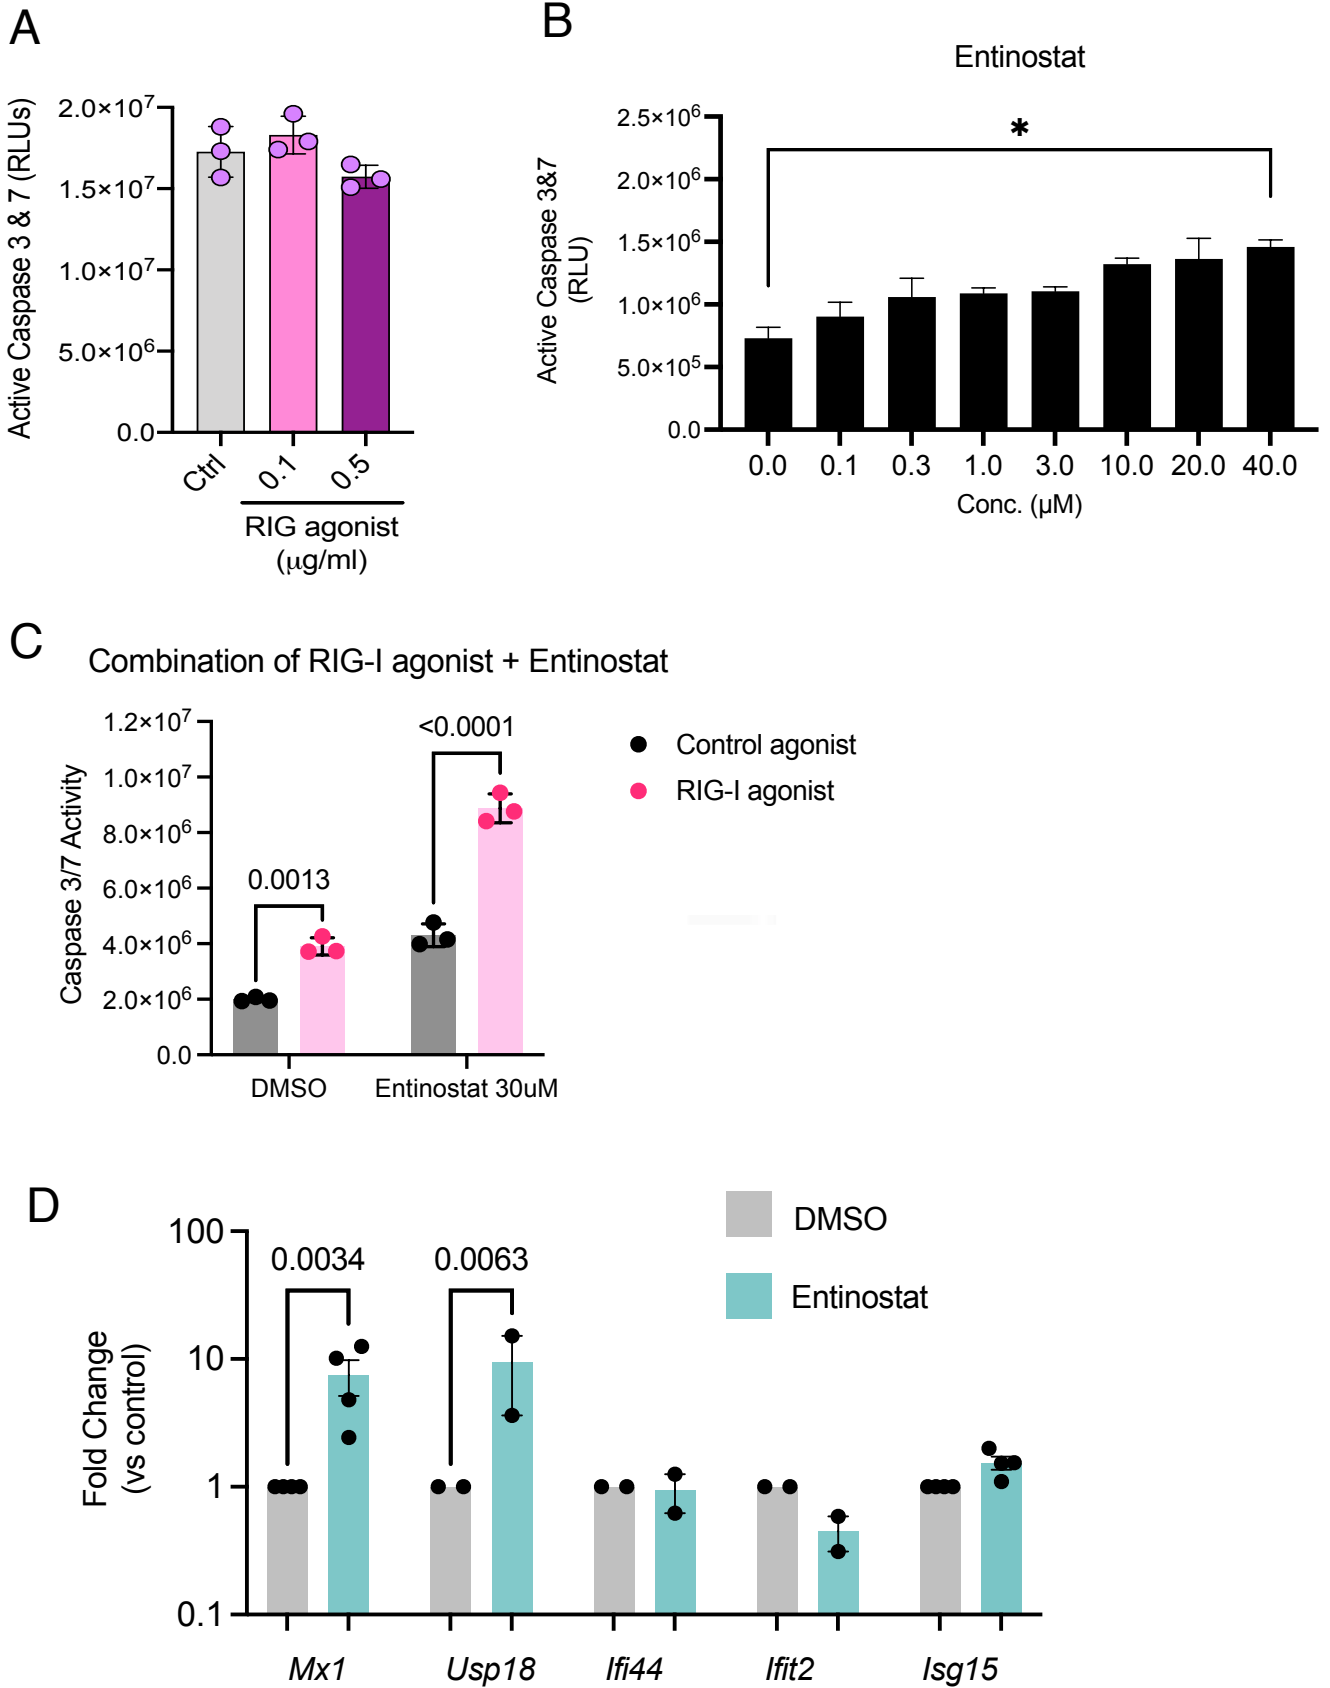 A
Active Caspase 3 & 7 (RLUs)
2.0×10⁷
1.5×10⁷
1.0×10⁷
5.0×10⁶
0.0
Ctrl
0.1
0.5
RIG agonist
(µg/ml)
B
Entinostat
Active Caspase 3&7
(RLU)
2.5×10⁶
2.0×10⁶
1.5×10⁶
1.0×10⁶
5.0×10⁵
0.0
*
0.0 0.1 0.3 1.0 3.0 10.0 20.0 40.0
Conc. (µM)
C
Combination of RIG-I agonist + Entinostat
Caspase 3/7 Activity
1.2×10⁷
1.0×10⁷
8.0×10⁶
6.0×10⁶
4.0×10⁶
2.0×10⁶
0.0
0.0013
<0.0001
DMSO
Entinostat 30uM
Control agonist
RIG-I agonist
D
Fold Change
(vs control)
100
10
1
0.1
0.0034
0.0063
DMSO
Entinostat
Mx1 Usp18 Ifi44 Ifit2 Isg15